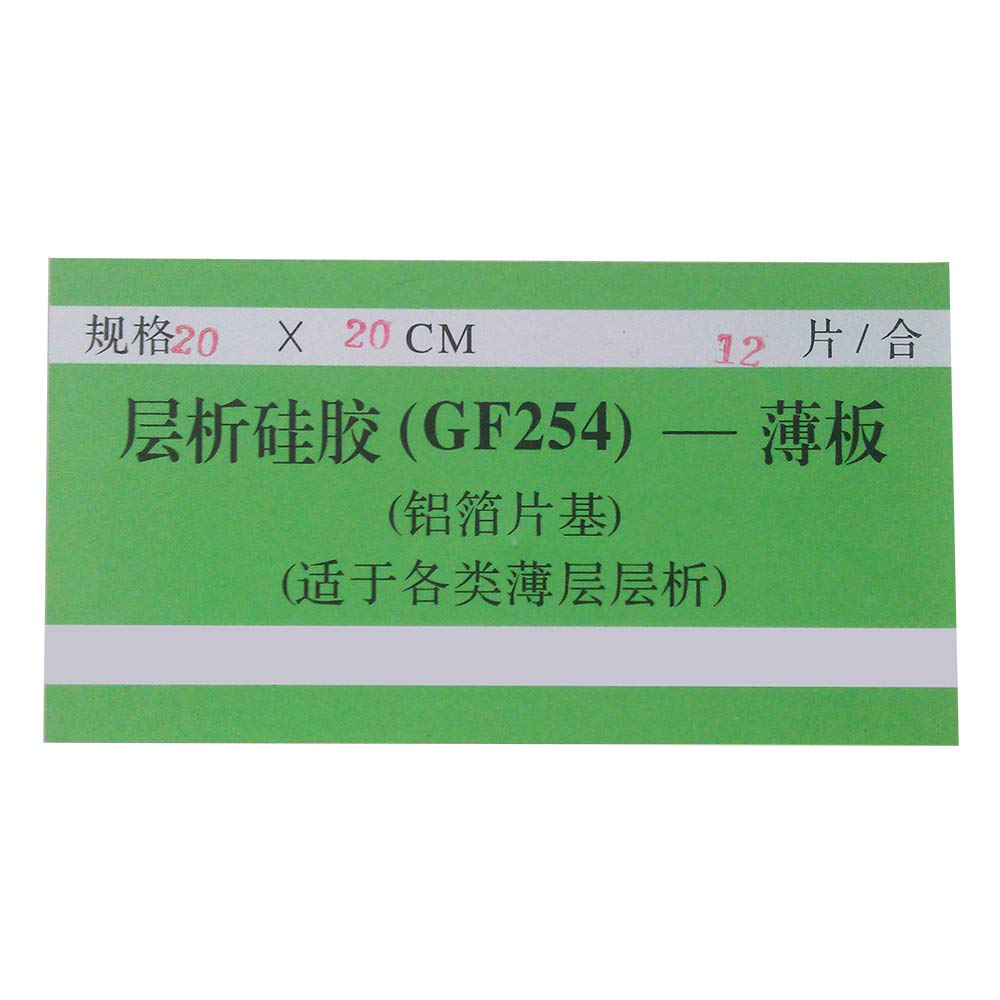 规格20 X 20 CM 12 片/合
层析硅胶(GF254) — 薄板
(铝箔片基)
(适于各类薄层层析)